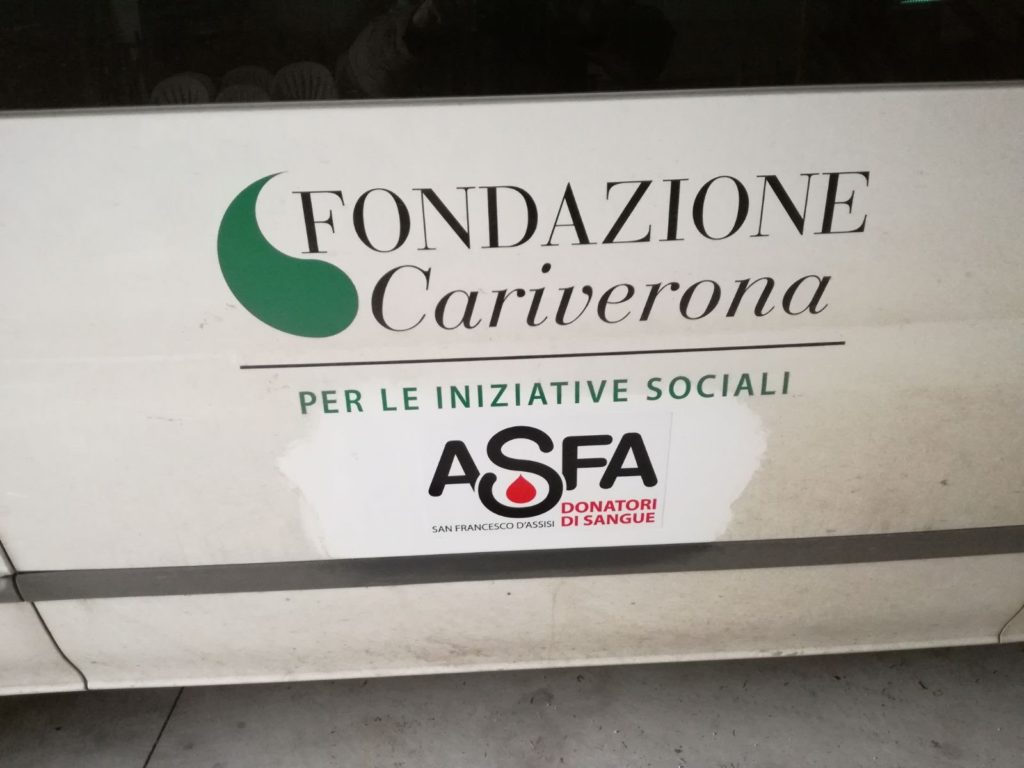 FONDAZIONE
Cariverona
PER LE INIZIATIVE SOCIALI
ASFA
SAN FRANCESCO D'ASSISI
DONATORI
DI SANGUE